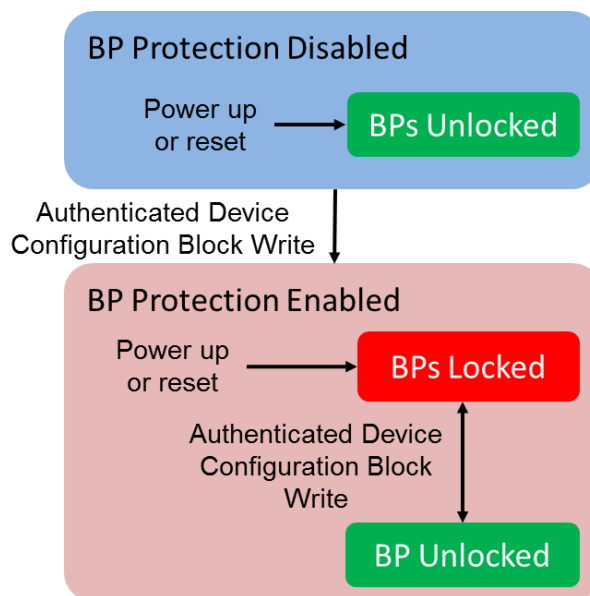 BP Protection Disabled
Power up
or reset
BPs Unlocked
Authenticated Device
Configuration Block Write
BP Protection Enabled
Power up
or reset
BPs Locked
Authenticated Device
Configuration Block
Write
BP Unlocked